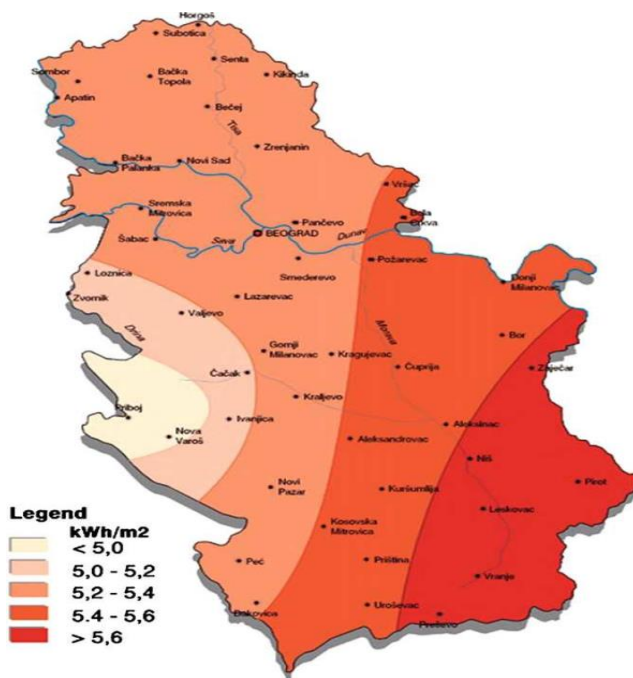 Horgoš
Subotica
Senta
Sombor
Bačka
Topola
Kikinda
Apatin
Bečej
Tisa
Zrenjanin
Bačka
Palanka
Novi Sad
Vršac
Sremska
Mitrovica
Bela
Crkva
Pančevo
BEOGRAD
Dunav
Šabac
Sava
Loznica
Smederevo
Požarevac
Donji
Milanovac
Zvornik
Lazarevac
Valjevo
Drina
Morava
Bor
Gornji
Milanovac
Kragujevac
Čuprija
Zaječar
Čačak
Kraljevo
Priboj
Ivanjica
Nova
Varoš
Aleksandrovac
Aleksinac
Niš
Novi
Pazar
Kuršumlija
Pirot
Leskovac
Kosovska
Mitrovica
Peć
Priština
Vranje
Đakovica
Uroševac
Preševo
Legend
kWh/m2
< 5,0
5,0 - 5,2
5,2 - 5,4
5.4 - 5,6
> 5,6